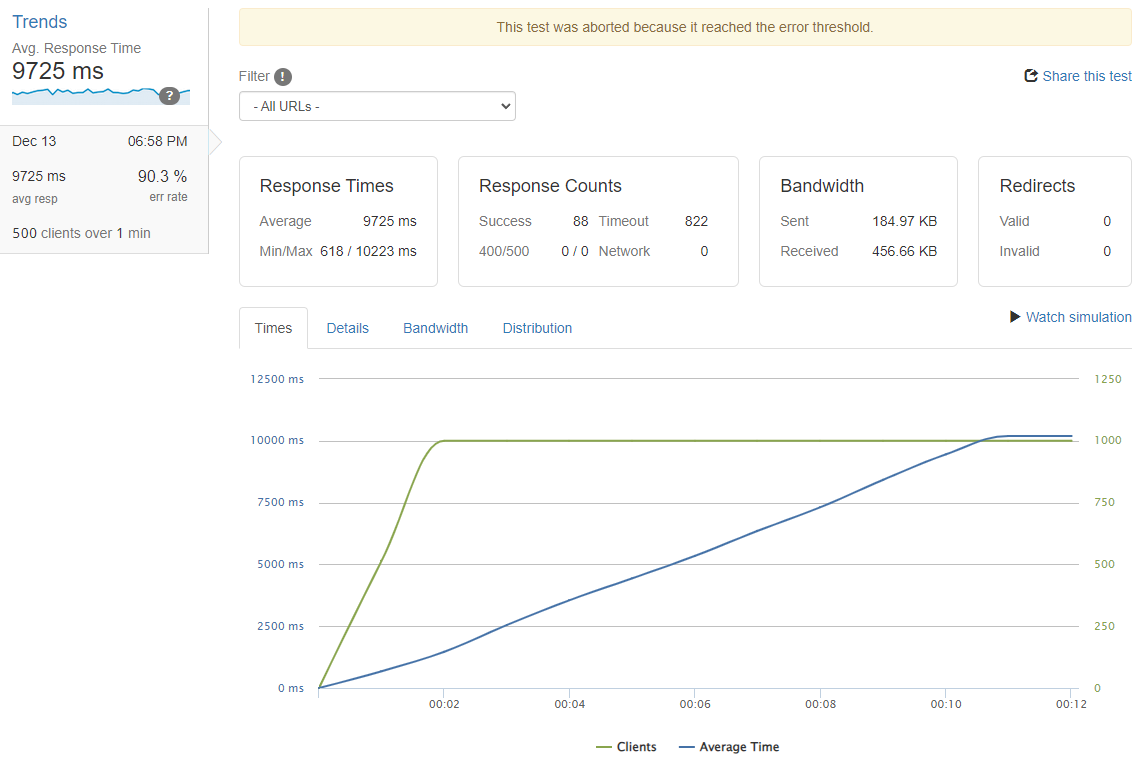 Trends
Avg. Response Time
9725 ms
?
Dec 13 06:58 PM
9725 ms 90.3 %
avg resp err rate
500 clients over 1 min
This test was aborted because it reached the error threshold.
Filter !
Share this test
- All URLs -
Response Times
Average 9725 ms
Min/Max 618 / 10223 ms
Response Counts
Success 88 Timeout 822
400/500 0 / 0 Network 0
Bandwidth
Sent 184.97 KB
Received 456.66 KB
Redirects
Valid 0
Invalid 0
Times Details Bandwidth Distribution
Watch simulation
12500 ms 1250
10000 ms 1000
7500 ms 750
5000 ms 500
2500 ms 250
0 ms 0
00:02 00:04 00:06 00:08 00:10 00:12
Clients Average Time